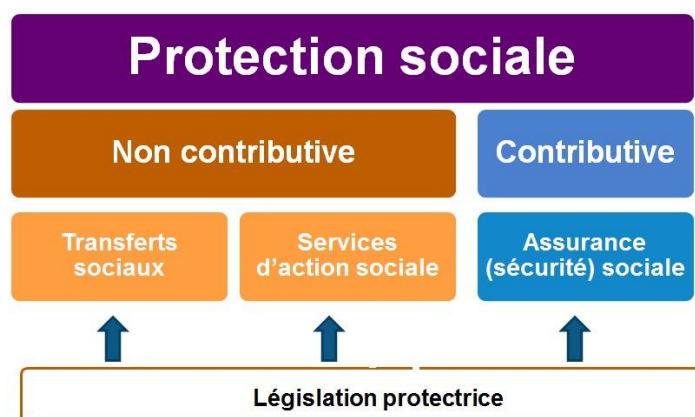 Protection sociale
Non contributive
Contributive
Transferts
sociaux
Services
d'action sociale
Assurance
(sécurité) sociale
Législation protectrice